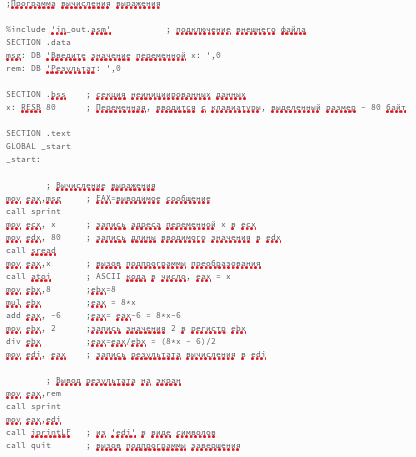 ;Программа вычисления выражения
%include 'in_out.asm' ; подключение внешнего файла
SECTION .data
msg: DB 'Введите значение переменной x: ',0
rem: DB 'Результат: ',0
SECTION .bss ; секция неинициированных данных
x: RESB 80 ; Переменная, вводится с клавиатуры, выделенный размер - 80 байт
SECTION .text
GLOBAL _start
_start:
; Вычисление выражения
mov eax,msg ; EAX=выводимое сообщение
call sprint
mov ecx, x ; запись адреса переменной x в ecx
mov edx, 80 ; запись длины вводимого значения в edx
call sread
mov eax,x ; вызов подпрограммы преобразования
call atoi ; ASCII кода в число, eax = x
mov ebx,8 ;ebx=8
mul ebx ;eax = 8*x
add eax, -6 ;eax= eax-6 = 8*x-6
mov ebx, 2 ;запись значения 2 в регистр ebx
div ebx ;eax=eax/ebx = (8*x - 6)/2
mov edi, eax ; запись результата вычисления в edi
; Вывод результата на экран
mov eax,rem
call sprint
mov eax,edi
call iprintLF ; из 'edi' в виде символов
call quit ; вызов подпрограммы завершения